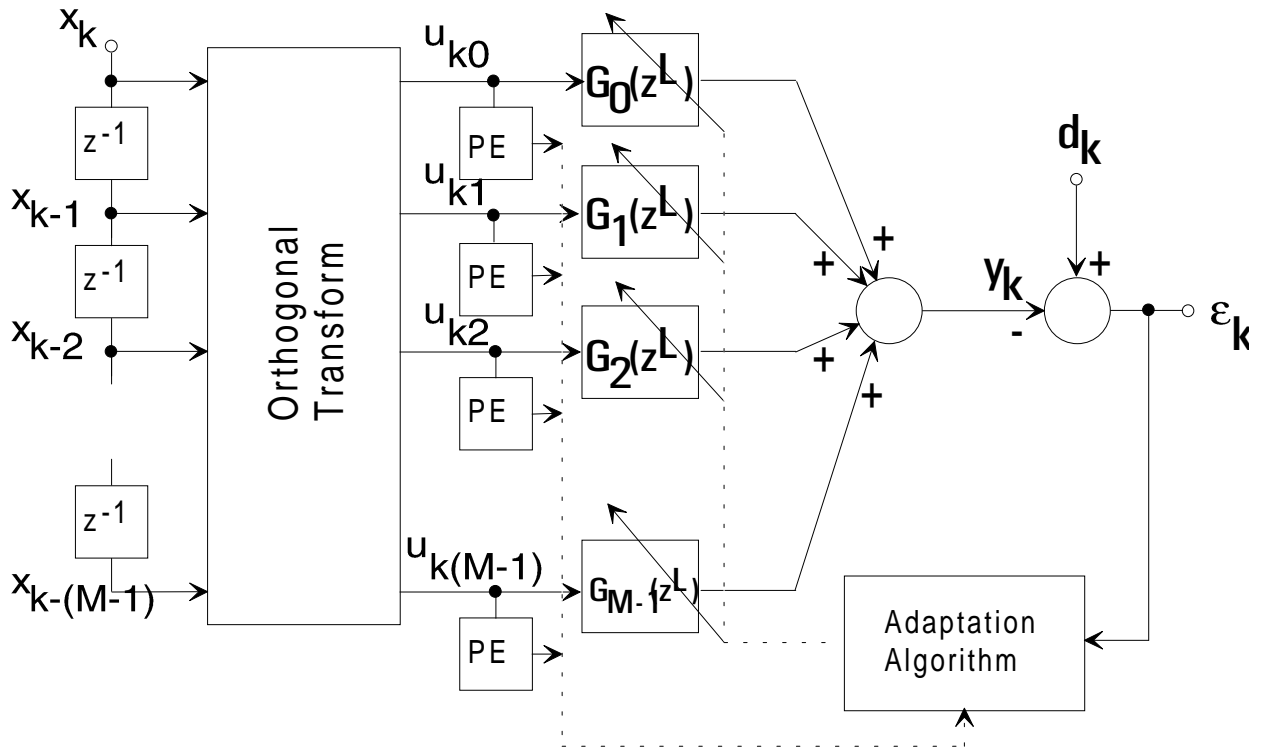 x_k
z^-1
x_k-1
z^-1
x_k-2
z^-1
x_k-(M-1)
Orthogonal
Transform
u_k0
PE
u_k1
PE
u_k2
PE
u_k(M-1)
PE
G_0(z^L)
G_1(z^L)
G_2(z^L)
G_M-1(z^L)
+
+
+
+
y_k
-
d_k
+
ε_k
Adaptation
Algorithm